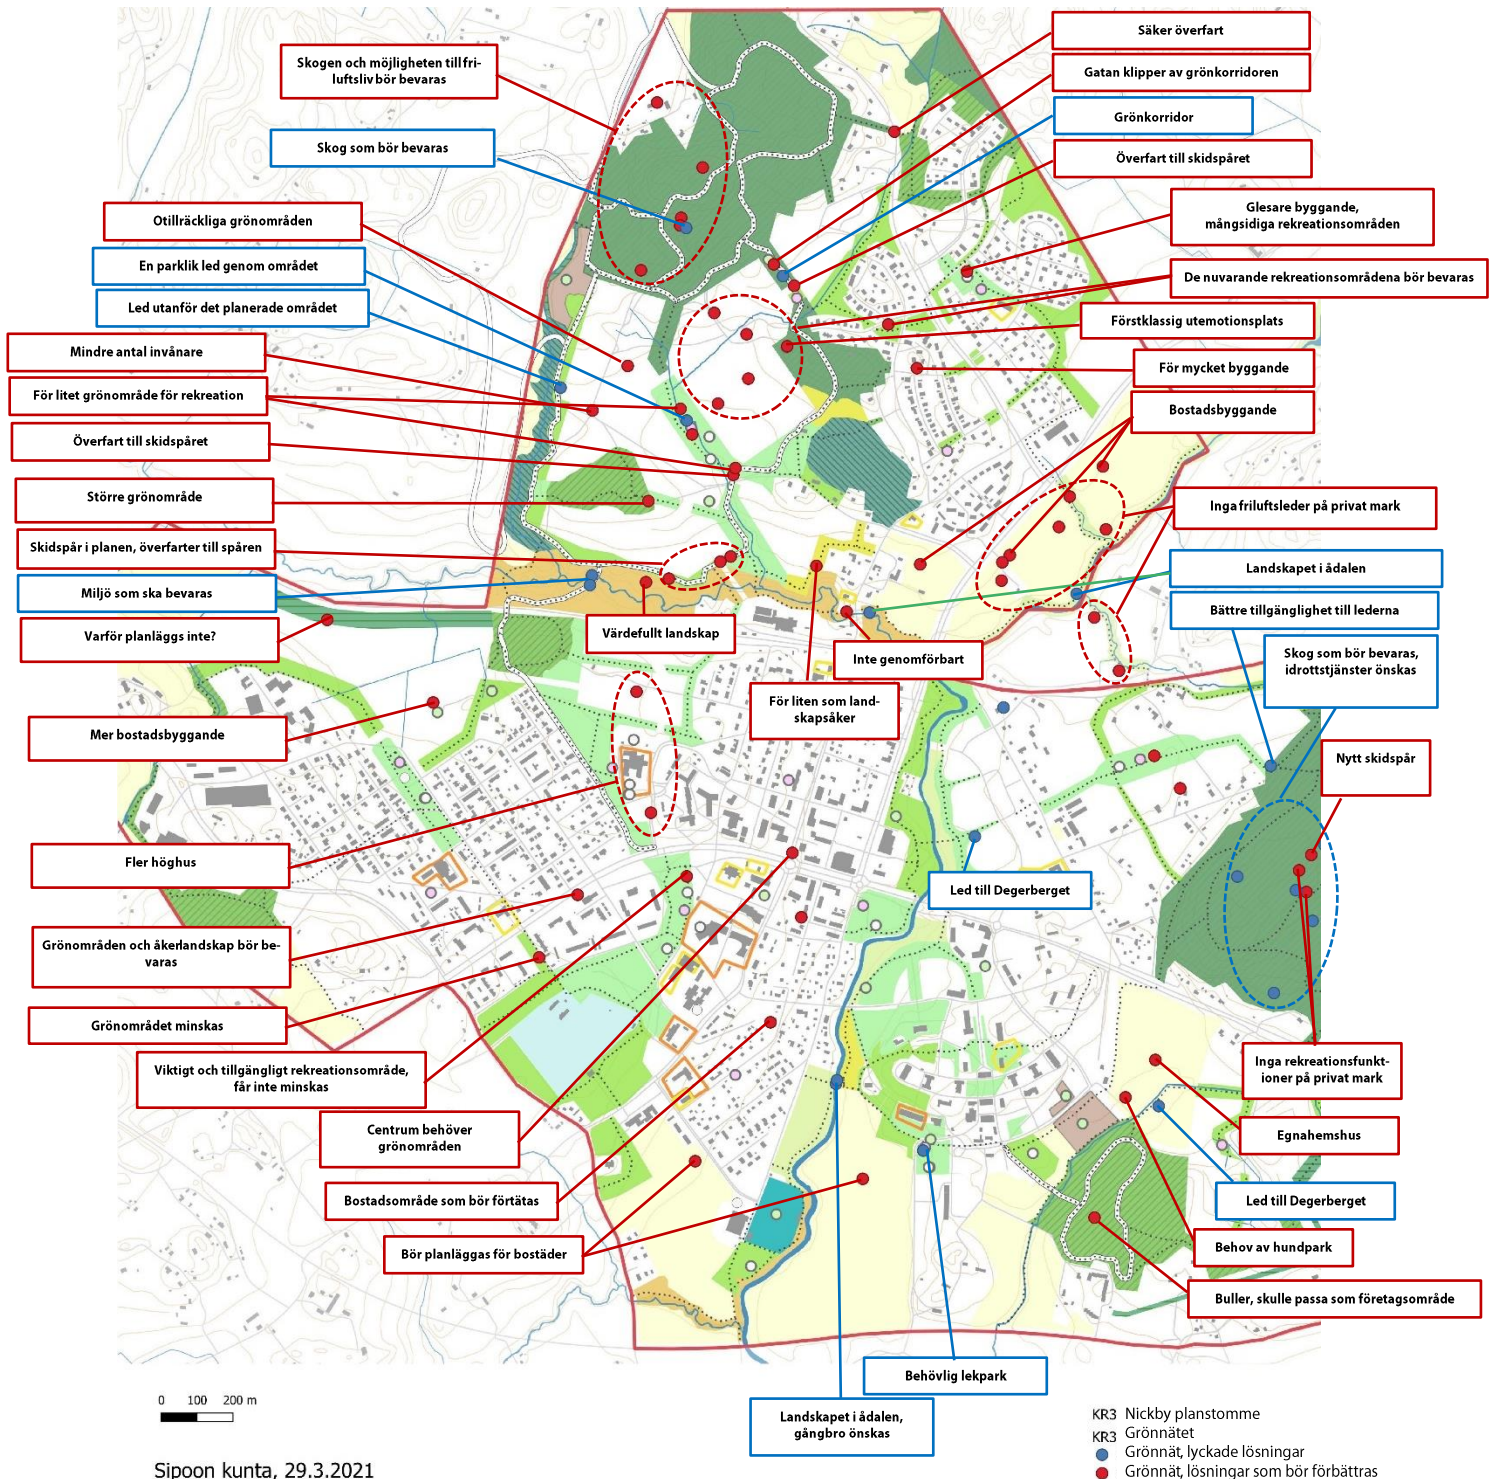 Säker överfart
Skogen och möjligheten till fri-
luftsliv bör bevaras
Gatan klipper av grönkorridoren
Grönkorridor
Skog som bör bevaras
Överfart till skidspåret
Otillräckliga grönområden
Glesare byggande,
mångsidiga rekreationsområden
En parklik led genom området
De nuvarande rekreationsområdena bör bevaras
Led utanför det planerade området
Förstklassig utemotionsplats
Mindre antal invånare
För mycket byggande
För litet grönområde för rekreation
Bostadsbyggande
Överfart till skidspåret
Större grönområde
Inga friluftsleder på privat mark
Skidspår i planen, överfarter till spåren
Landskapet i ådalen
Miljö som ska bevaras
Bättre tillgänglighet till lederna
Varför planläggs inte?
Värdefullt landskap
Inte genomförbart
Skog som bör bevaras,
idrottstjänster önskas
För liten som land-
skapsåker
Mer bostadsbyggande
Nytt skidspår
Fler höghus
Led till Degerberget
Grönområden och åkerlandskap bör be-
varas
Grönområdet minskas
Viktigt och tillgängligt rekreationsområde,
får inte minskas
Inga rekreationsfunkt-
ioner på privat mark
Centrum behöver
grönområden
Egnahemshus
Bostadsområde som bör förtätas
Led till Degerberget
Bör planläggas för bostäder
Behov av hundpark
Buller, skulle passa som företagsområde
Behövlig lekpark
Landskapet i ådalen,
gångbro önskas
0 100 200 m
KR3 Nickby planstomme
KR3 Grönnätet
Grönnät, lyckade lösningar
Grönnät, lösningar som bör förbättras
Sipoon kunta, 29.3.2021